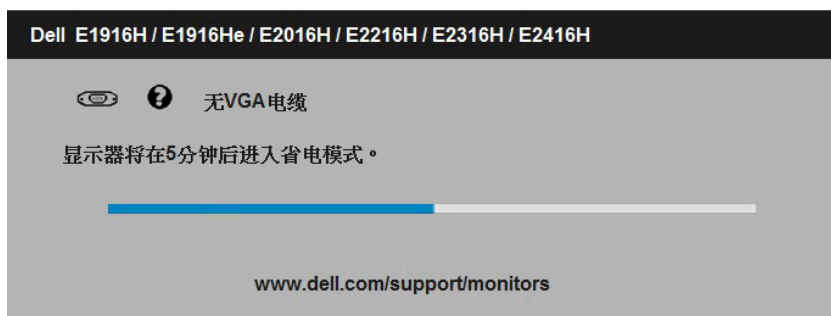 Dell E1916H / E1916He / E2016H / E2216H / E2316H / E2416H
无VGA电缆
显示器将在5分钟后进入省电模式。
www.dell.com/support/monitors